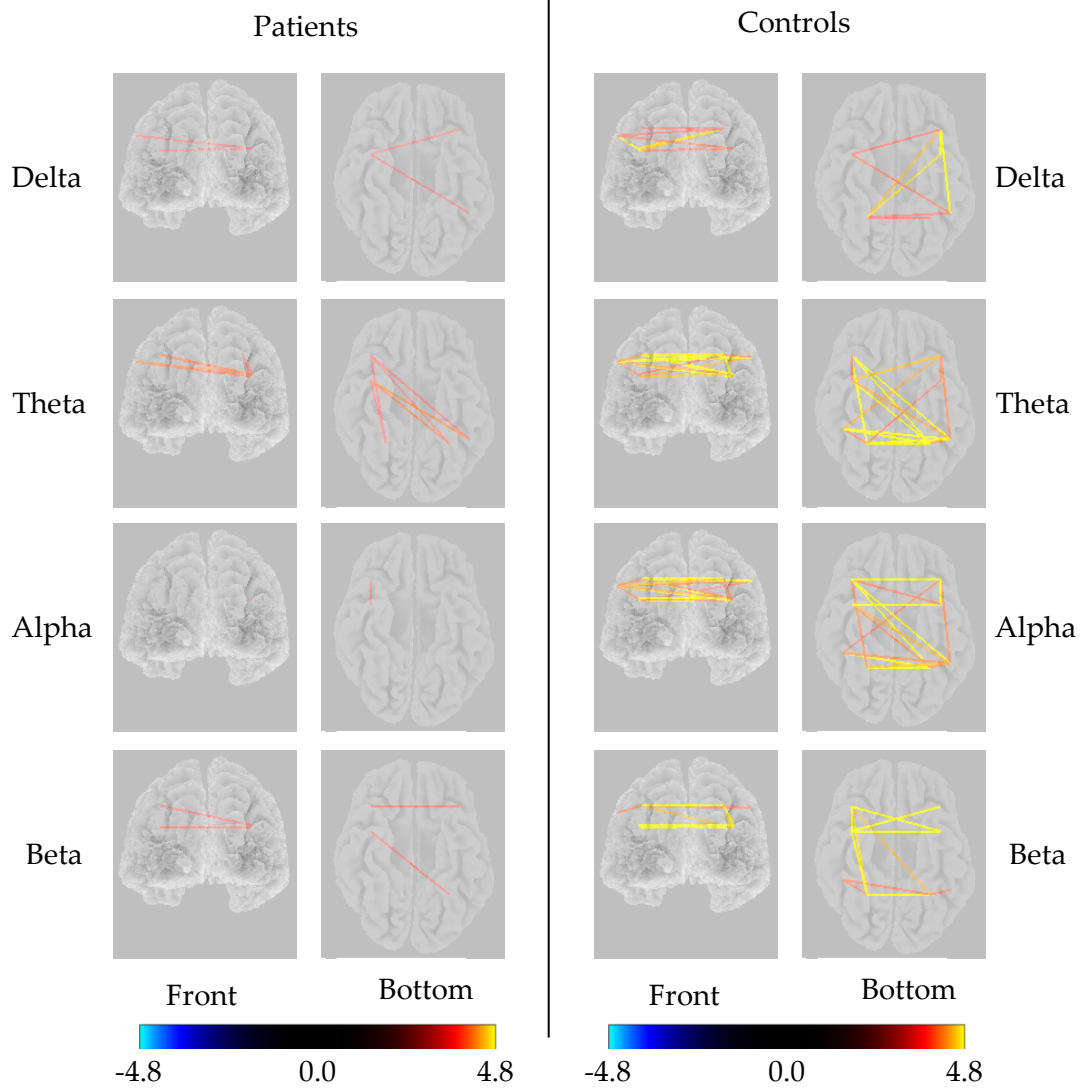 Patients
Controls
Delta
Delta
Theta
Theta
Alpha
Alpha
Beta
Beta
Front
Bottom
Front
Bottom
-4.8 0.0 4.8
-4.8 0.0 4.8